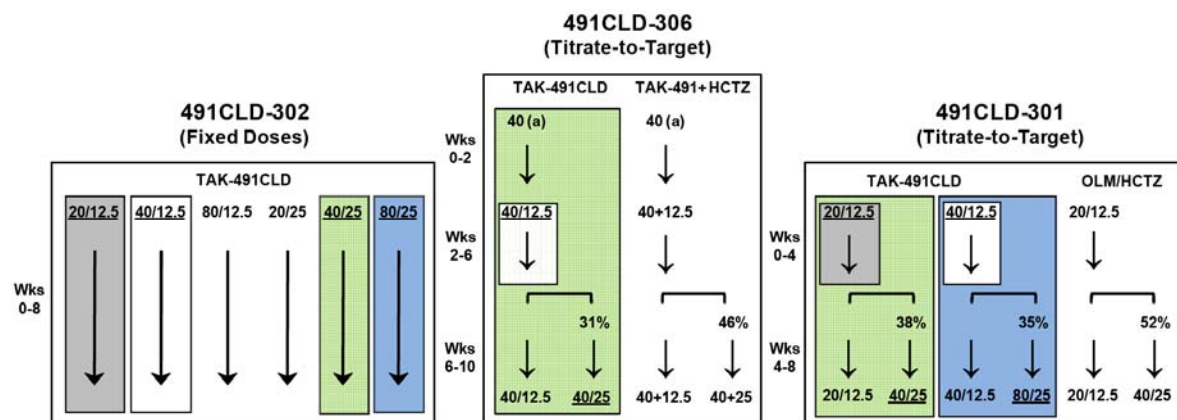 491CLD-302
(Fixed Doses)
TAK-491CLD
20/12.5 40/12.5 80/12.5 20/25 40/25 80/25
Wks
0-8
491CLD-306
(Titrate-to-Target)
TAK-491CLD TAK-491+HCTZ
Wks
0-2
40 (a) 40 (a)
Wks
2-6
40/12.5 40+12.5
31% 46%
Wks
6-10
40/12.5 40/25 40+12.5 40+25
491CLD-301
(Titrate-to-Target)
TAK-491CLD OLM/HCTZ
Wks
0-4
20/12.5 40/12.5 20/12.5
38% 35% 52%
Wks
4-8
20/12.5 40/25 40/12.5 80/25 20/12.5 40/25